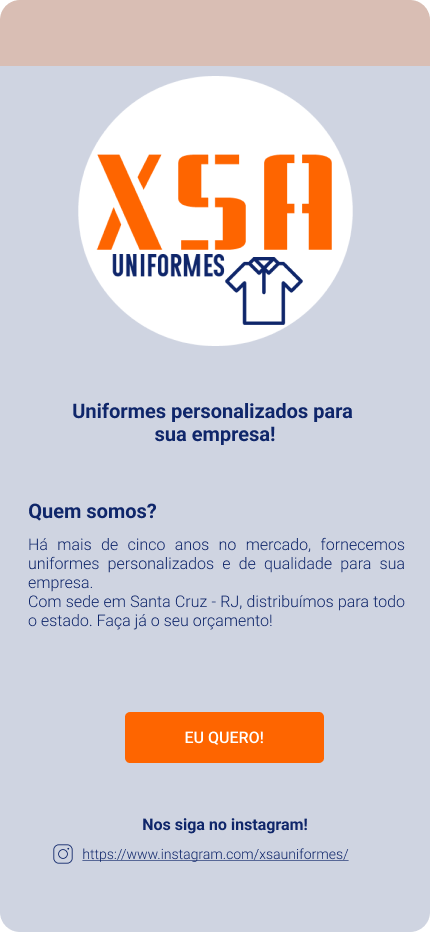 XSA
UNIFORMES
Uniformes personalizados para
sua empresa!
Quem somos?
Há mais de cinco anos no mercado, fornecemos
uniformes personalizados e de qualidade para sua
empresa.
Com sede em Santa Cruz - RJ, distribuímos para todo
o estado. Faça já o seu orçamento!
EU QUERO!
Nos siga no instagram!
https://www.instagram.com/xsauniformes/